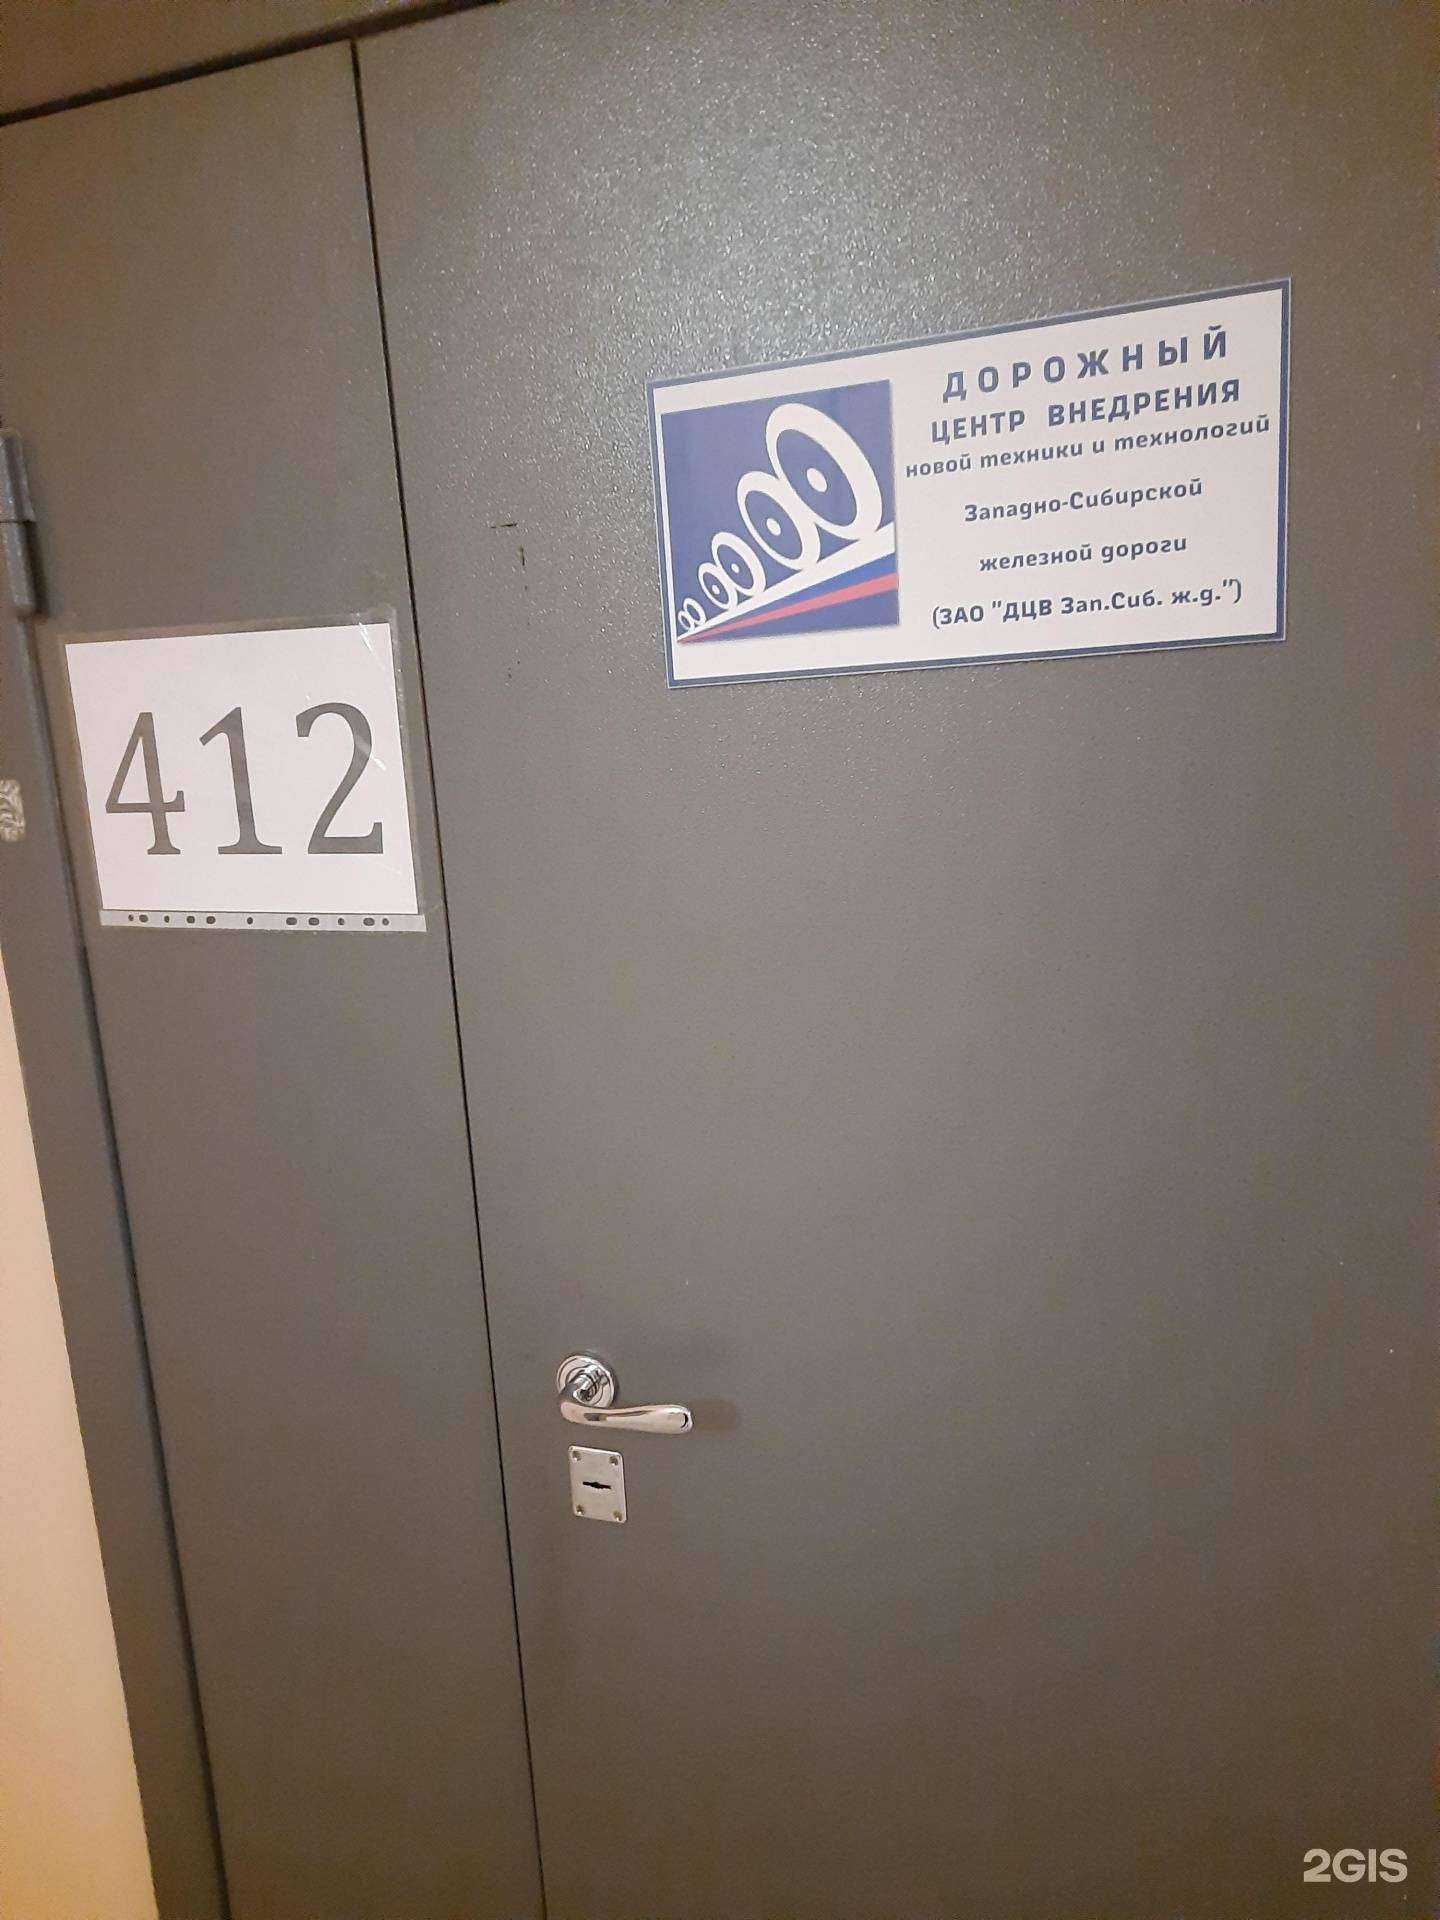 ДОРОЖНЫЙ
ЦЕНТР ВНЕДРЕНИЯ
новой техники и технологий
Западно-Сибирской
железной дороги
(ЗАО "ДЦВ Зап.Сиб. ж.д.")
412
2GIS